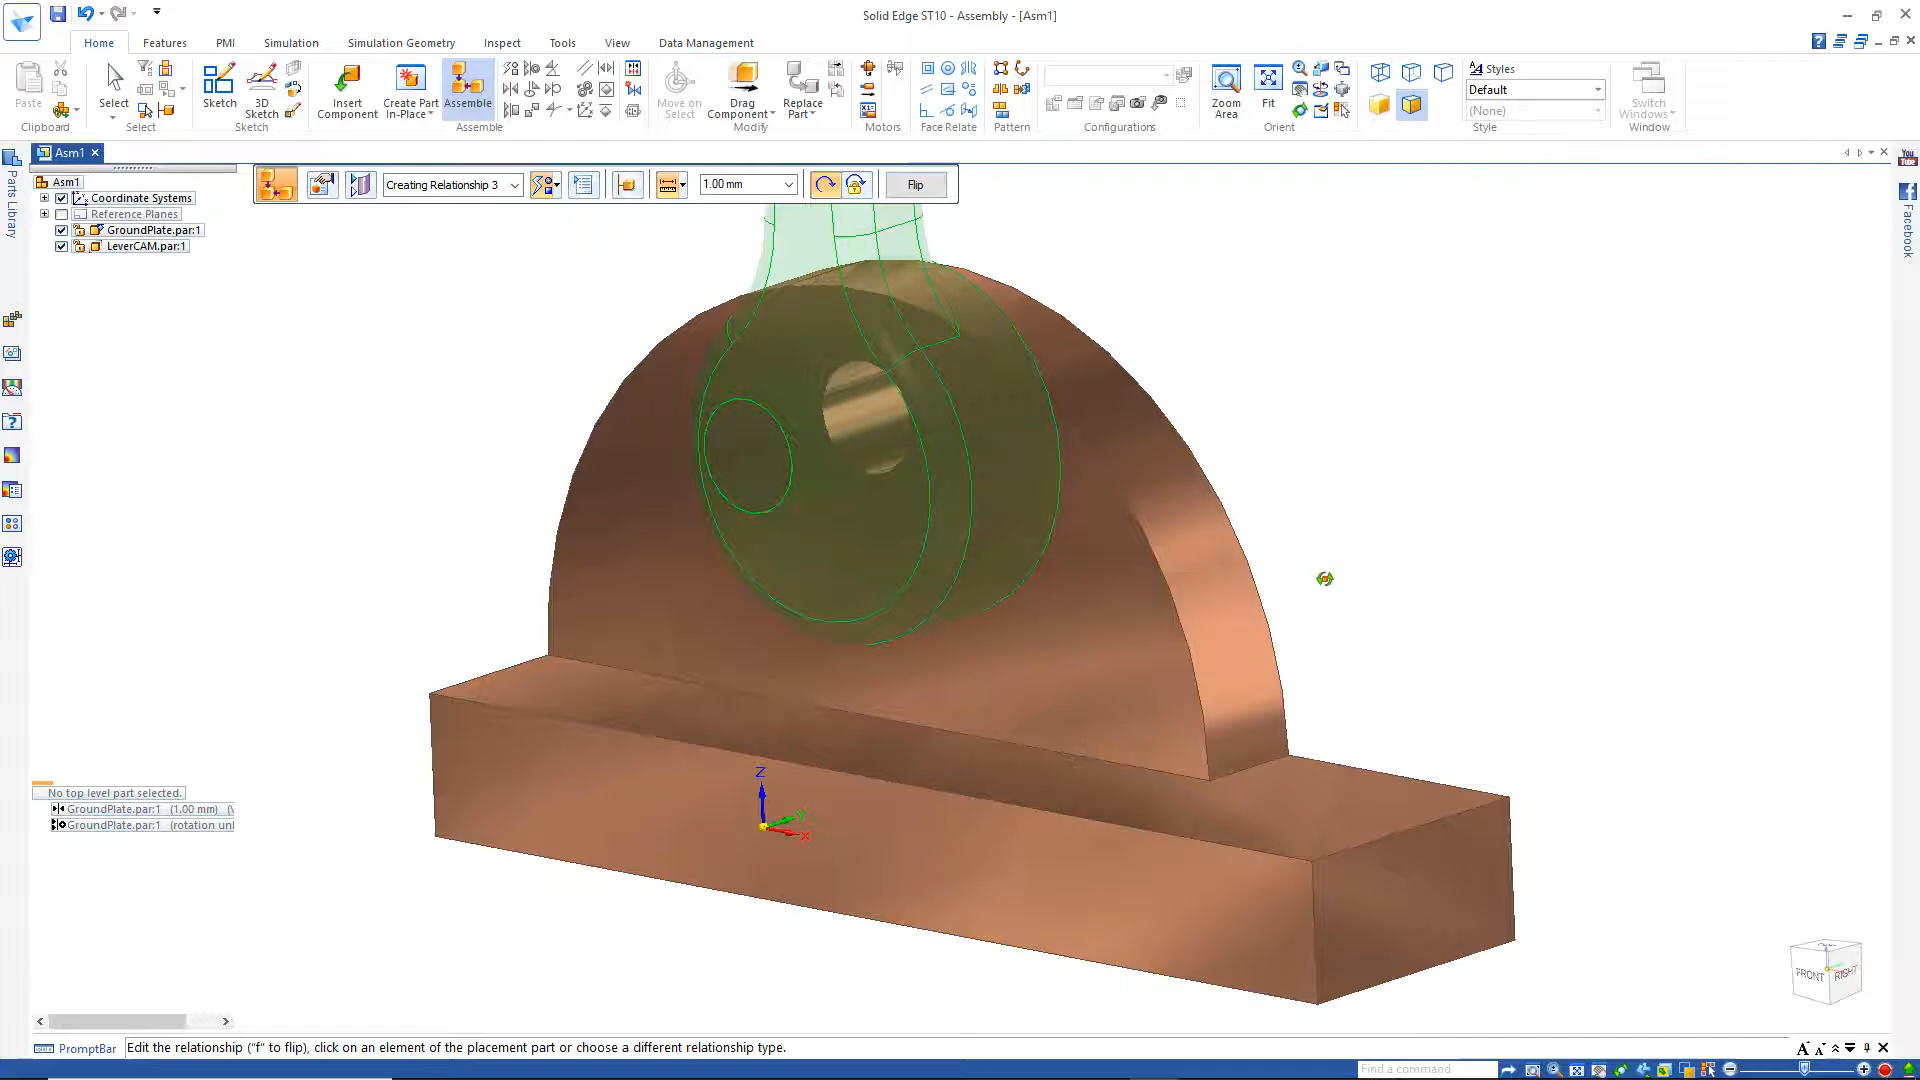 Solid Edge ST10 - Assembly - [Asm1]
Home Features PMI Simulation Simulation Geometry Inspect Tools View Data Management
Paste Select Sketch 3D Sketch Insert Component Create Part In-Place Assemble Move on Select Drag Component Replace Part Zoom Area Fit Styles Default (None) Switch Windows
Clipboard Select Sketch Assemble Modify Motors Face Relate Pattern Configurations Orient Style Window
Asm1
Parts Library
Creating Relationship 3 1.00 mm Flip
Asm1
Coordinate Systems
Reference Planes
GroundPlate.par:1
LeverCAM.par:1
You Tube
Facebook
No top level part selected.
GroundPlate.par:1 (1.00 mm)
GroundPlate.par:1 (rotation unl
Z
Y
X
FRONT RIGHT
PromptBar Edit the relationship ("f" to flip), click on an element of the placement part or choose a different relationship type.
Find a command